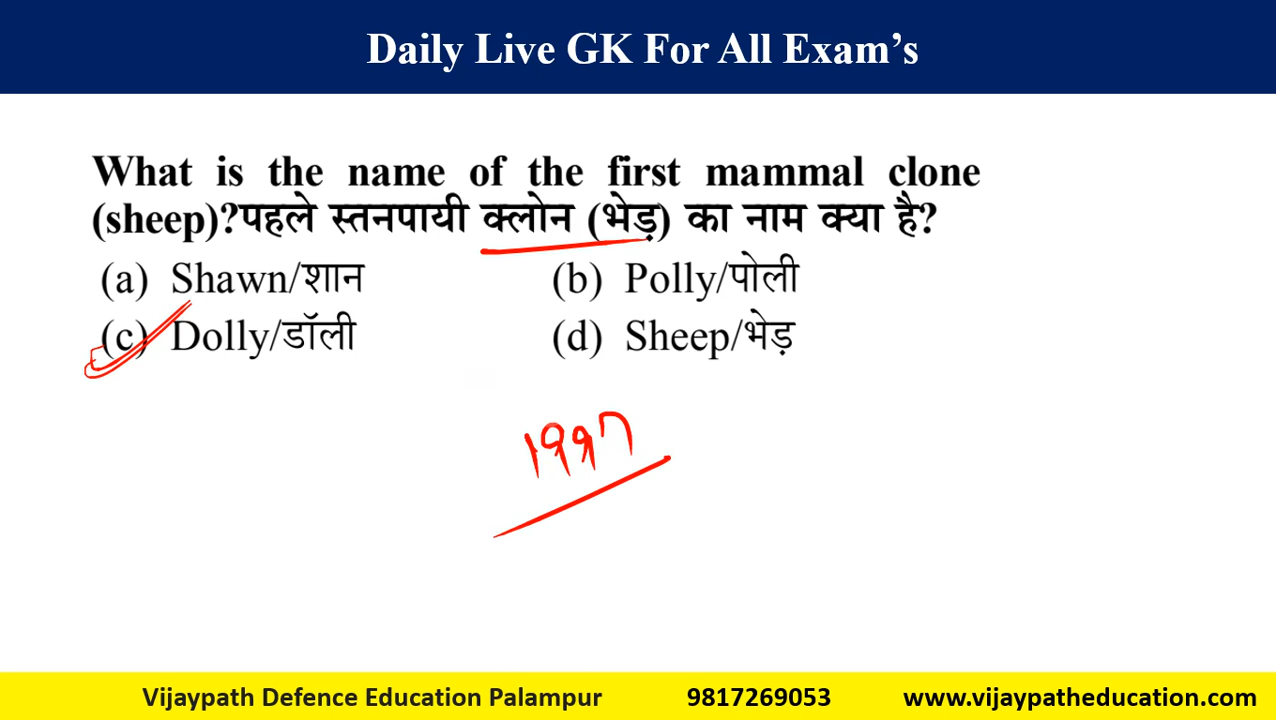 Daily Live GK For All Exam’s
What is the name of the first mammal clone
(sheep)?पहले स्तनपायी क्लोन (भेड़) का नाम क्या है?
(a) Shawn/शान (b) Polly/पोली
(c) Dolly/डॉली (d) Sheep/भेड़
1997
Vijaypath Defence Education Palampur 9817269053 www.vijaypatheducation.com